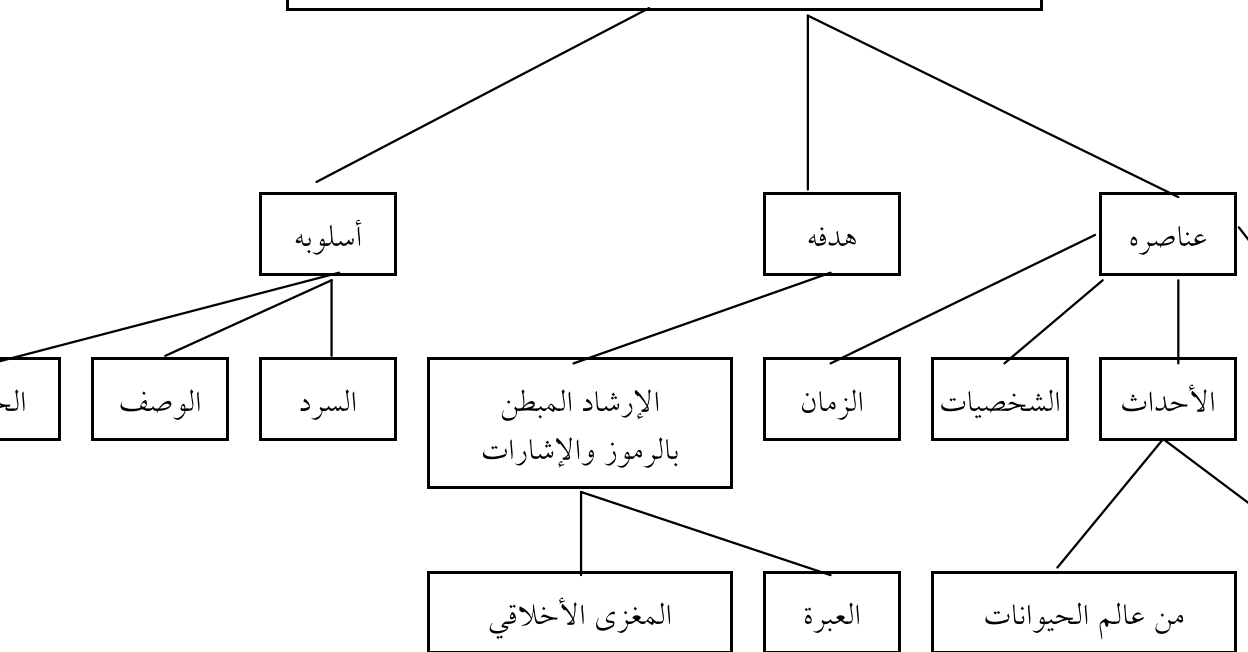 عناصره
هدفه
أسلوبه
الأحداث
الشخصيات
الزمان
الإرشاد المبطن
بالرموز والإشارات
السرد
الوصف
من عالم الحيوانات
العبرة
المغزى الأخلاقي